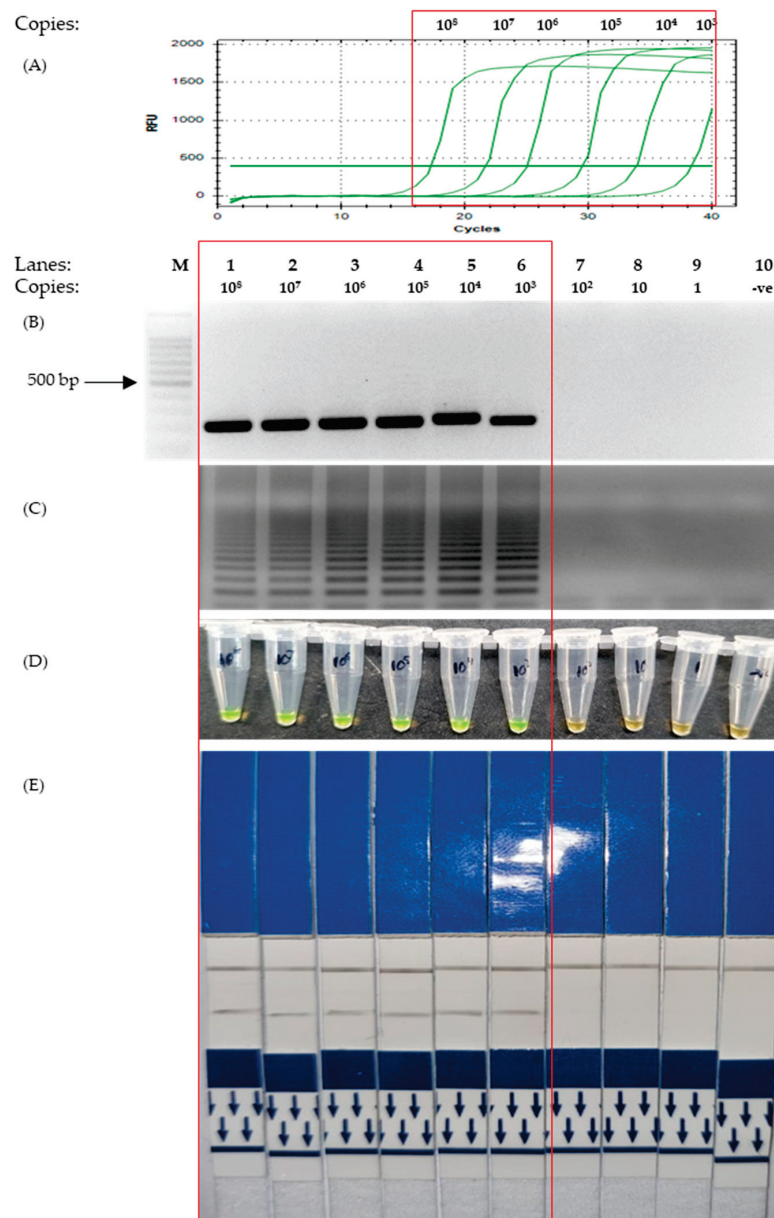 Copies: 10⁸ 10⁷ 10⁶ 10⁵ 10⁴ 10³
(A)
2000
1500
1000
500
0
RFU
0 10 20 30 40
Cycles
Lanes: M 1 2 3 4 5 6 7 8 9 10
Copies: 10⁸ 10⁷ 10⁶ 10⁵ 10⁴ 10³ 10² 10 1 -ve
(B)
500 bp
(C)
(D)
10⁷ 10⁵ 10⁴ 10 1
(E)